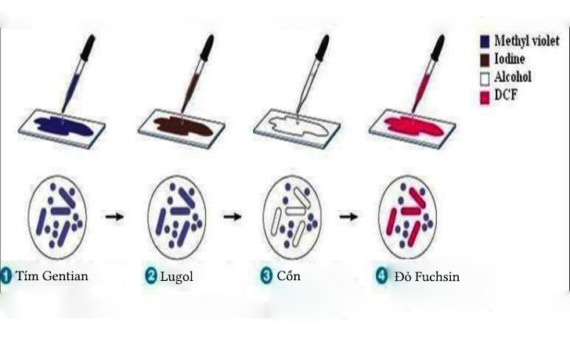 Methyl violet
Iodine
Alcohol
DCF
1 Tím Gentian
2 Lugol
3 Cồn
4 Đỏ Fuchsin